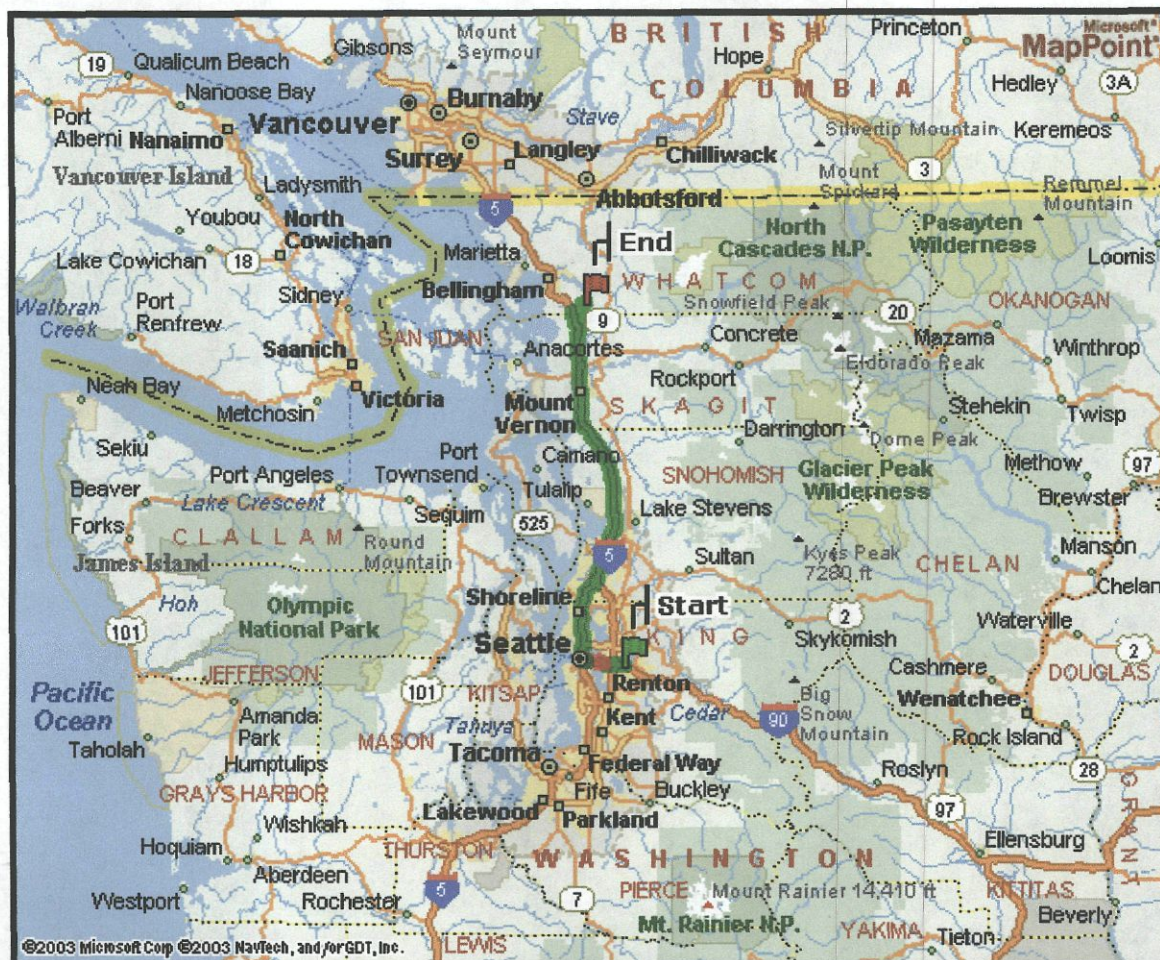 Microsoft®
MapPoint®
BRITISH
COLUMBIA
Princeton
Gibsons
Mount
Seymour
Hope
19
Qualicum Beach
Hedley
3A
Nanoose Bay
Burnaby
Stave
Port
Alberni
Nanaimo
Vancouver
Silvertip Mountain
Keremeos
Surrey
Langley
Chilliwack
Vancouver Island
3
Ladysmith
Mount
Spickard
Remmel
Mountain
Abbotsford
5
Youbou
North
Cowichan
End
North
Cascades N.P.
Pasayten
Wilderness
Marietta
Loomis
Lake Cowichan
18
Bellingham
WHATCOM
Sidney
Port
Renfrew
Walbran
Creek
Snowfield Peak
OKANOGAN
9
20
SAN JUAN
Concrete
Mazama
Saanich
Anacortes
Winthrop
Eldorado Peak
Rockport
Neah Bay
Victoria
Metchosin
Mount
Vernon
SKAGIT
Stehekin
Twisp
Darrington
Dome Peak
Sekiu
Port
Townsend
Camano
SNOHOMISH
Glacier Peak
Wilderness
Methow
97
Port Angeles
Beaver
Lake Crescent
Tulalip
Brewster
Forks
Sequim
525
Lake Stevens
CLALLAM
Round
Mountain
James Island
5
Sultan
Kyes Peak
7280 ft
CHELAN
Manson
Chelan
Hoh
Olympic
National Park
Shoreline
Start
2
Waterville
101
Seattle
KING
Skykomish
2
JEFFERSON
Cashmere
DOUGLAS
Pacific
Ocean
101
KITSAP
Renton
Wenatchee
Amanda
Park
Kent
Cedar
90
Big
Snow
Mountain
Taholah
MASON
Tahuya
Rock Island
Tacoma
Federal Way
Humptulips
28
Fife
Roslyn
GRAYS HARBOR
Lakewood
Buckley
97
GRANT
Parkland
Wishkah
Ellensburg
Hoquiam
THURSTON
WASHINGTON
Aberdeen
5
PIERCE
Mount Rainier 14,410 ft
KITTITAS
Westport
Rochester
7
Beverly
Mt. Rainier N.P.
YAKIMA
Tieton
LEWIS
©2003 Microsoft Corp ©2003 NavTech, and/or GDT, Inc.